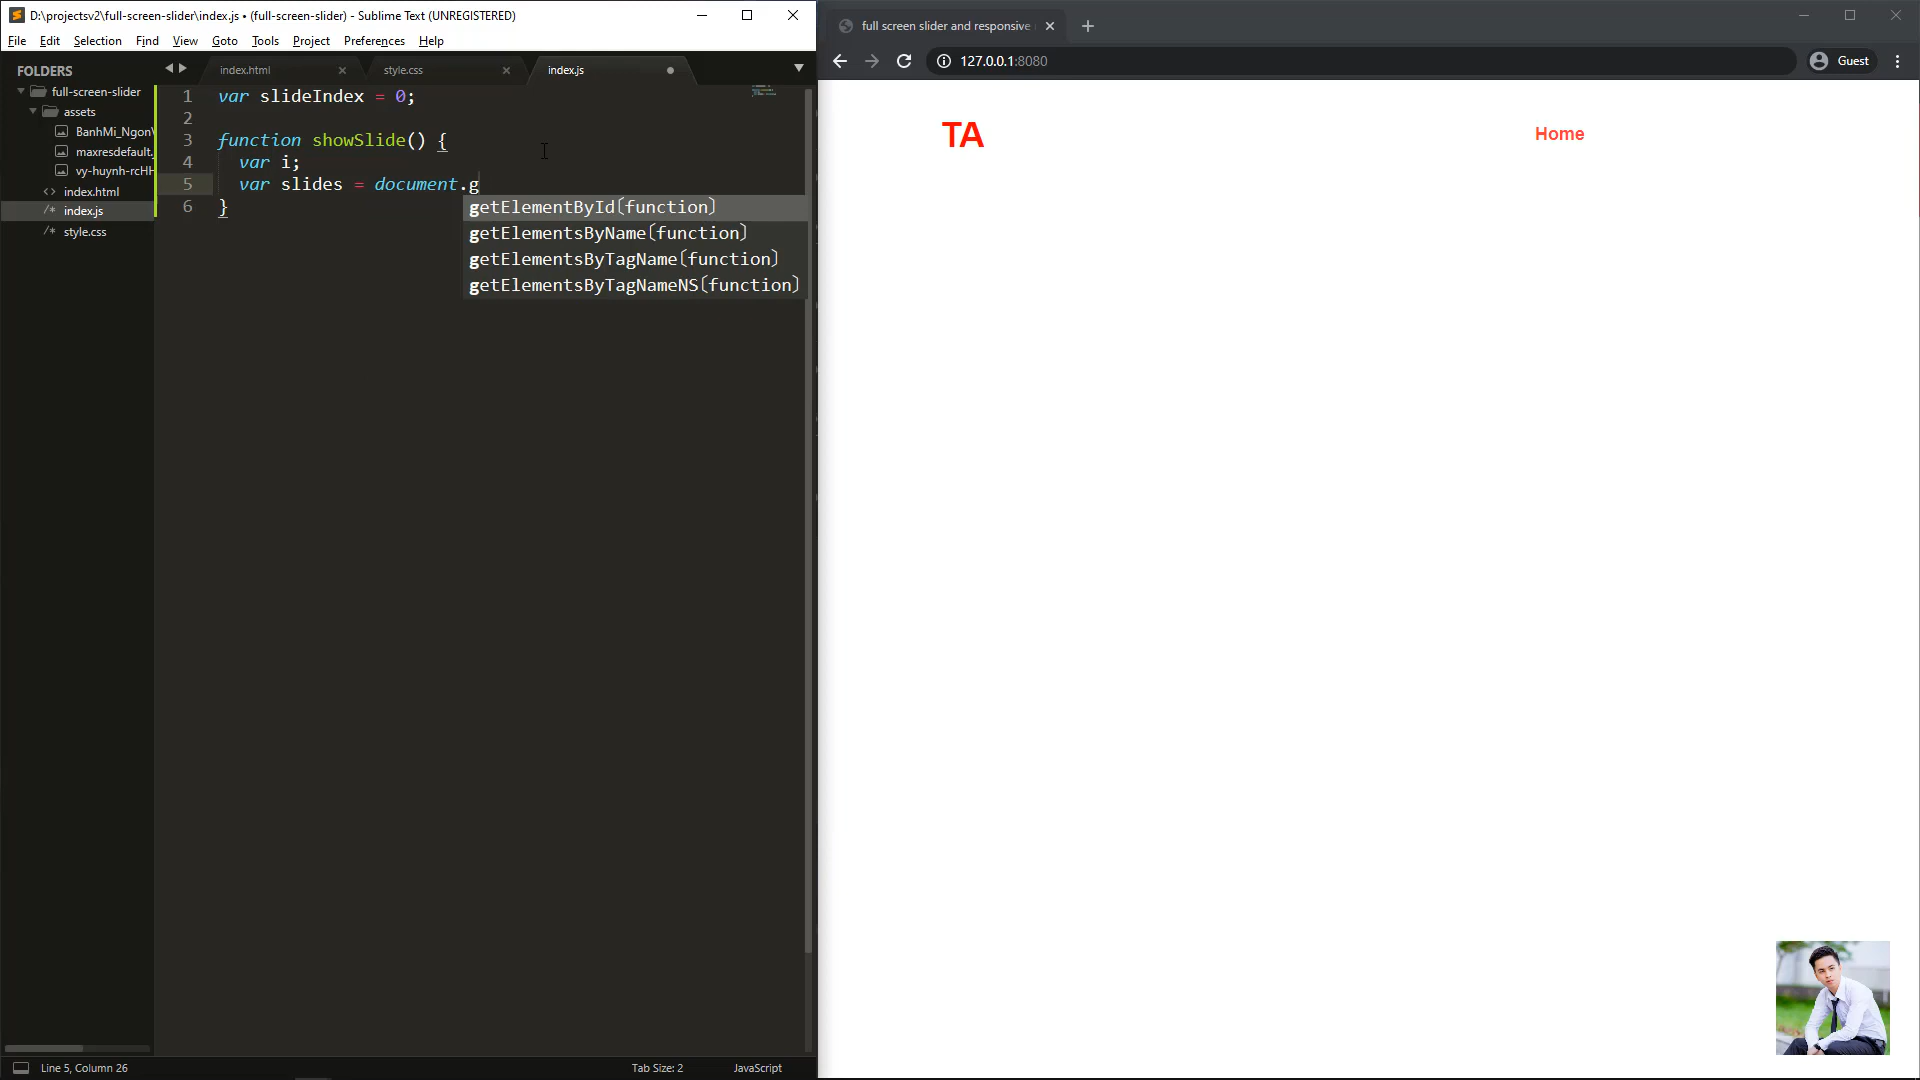 D:\projectsv2\full-screen-slider\index.js • (full-screen-slider) - Sublime Text (UNREGISTERED)
File Edit Selection Find View Goto Tools Project Preferences Help
FOLDERS
full-screen-slider
assets
BanhMi_Ngon
maxresdefault.
vy-huynh-rcHH
index.html
index.js
style.css
index.html
style.css
index.js
1 var slideIndex = 0;
2
3 function showSlide() {
4 var i;
5 var slides = document.g
6 }
getElementById(function)
getElementsByName(function)
getElementsByTagName(function)
getElementsByTagNameNS(function)
Line 5, Column 26
Tab Size: 2
JavaScript
full screen slider and responsive
127.0.0.1:8080
Guest
TA
Home